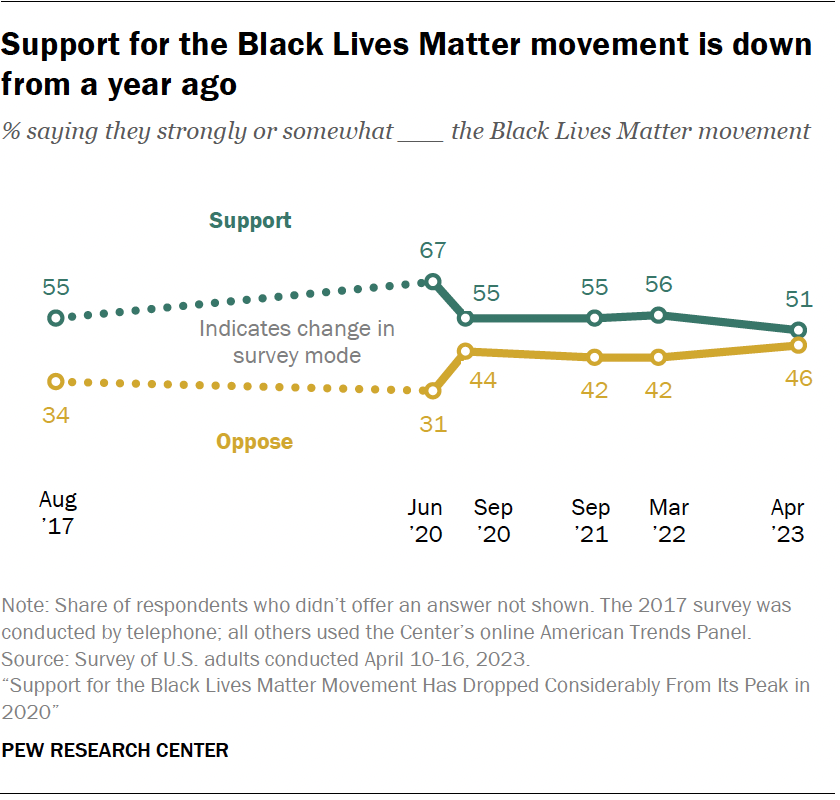 Support for the Black Lives Matter movement is down
from a year ago
% saying they strongly or somewhat ___ the Black Lives Matter movement
Support
67
55
55
55
56
51
Indicates change in
survey mode
34
31
44
42
42
46
Oppose
Aug
’17
Jun
’20
Sep
’20
Sep
’21
Mar
’22
Apr
’23
Note: Share of respondents who didn’t offer an answer not shown. The 2017 survey was
conducted by telephone; all others used the Center’s online American Trends Panel.
Source: Survey of U.S. adults conducted April 10-16, 2023.
“Support for the Black Lives Matter Movement Has Dropped Considerably From Its Peak in
2020”
PEW RESEARCH CENTER